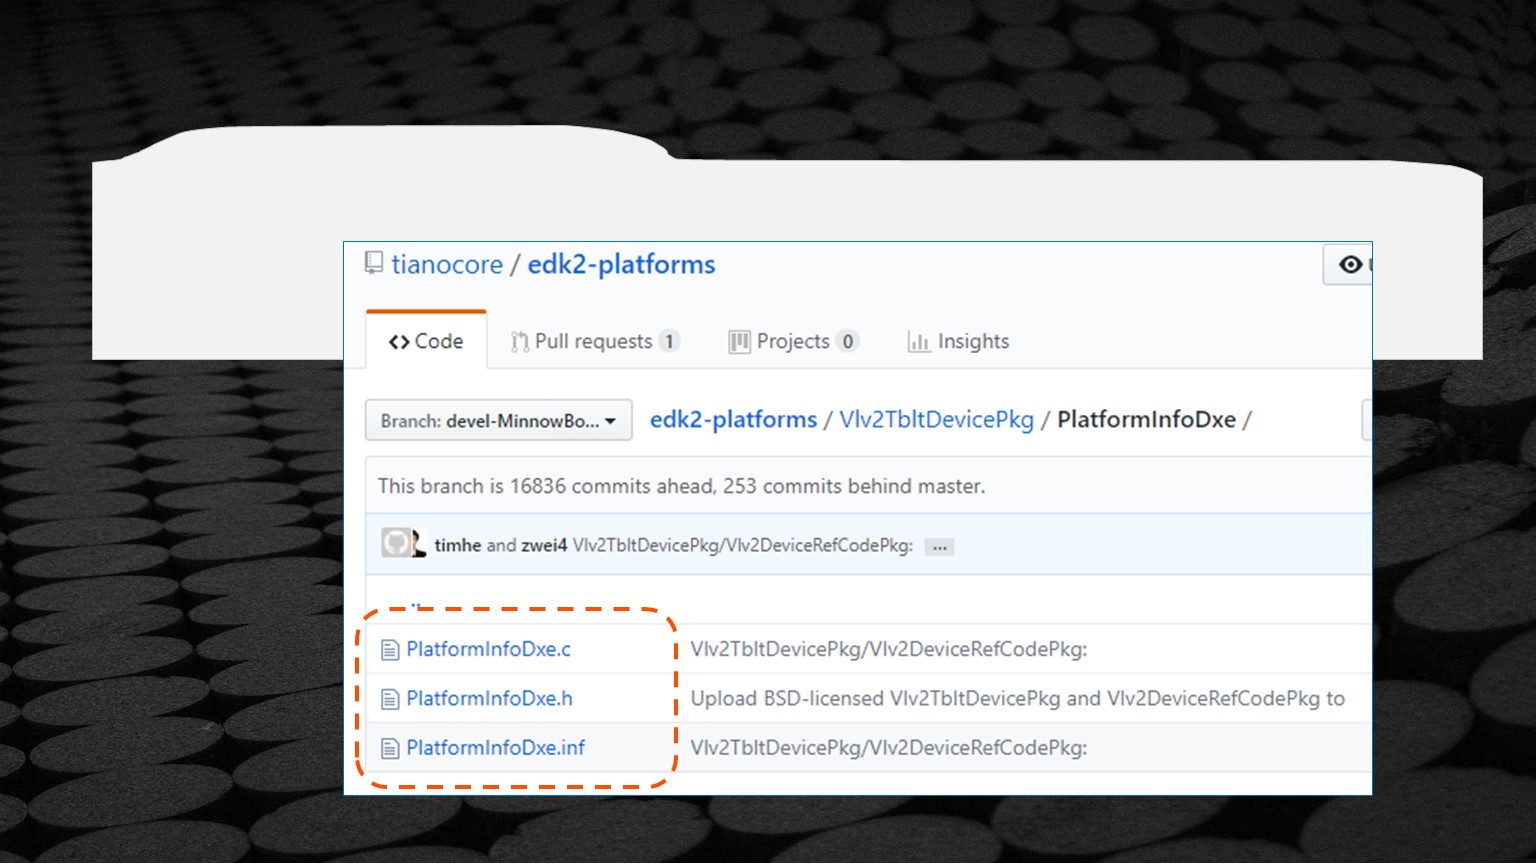 tianocore / edk2-platforms
<> Code Pull requests 1 Projects 0 Insights
Branch: devel-MinnowBo... edk2-platforms / Vlv2TbltDevicePkg / PlatformInfoDxe /
This branch is 16836 commits ahead, 253 commits behind master.
timhe and zwei4 Vlv2TbltDevicePkg/Vlv2DeviceRefCodePkg: ...
..
PlatformInfoDxe.c Vlv2TbltDevicePkg/Vlv2DeviceRefCodePkg:
PlatformInfoDxe.h Upload BSD-licensed Vlv2TbltDevicePkg and Vlv2DeviceRefCodePkg to
PlatformInfoDxe.inf Vlv2TbltDevicePkg/Vlv2DeviceRefCodePkg: